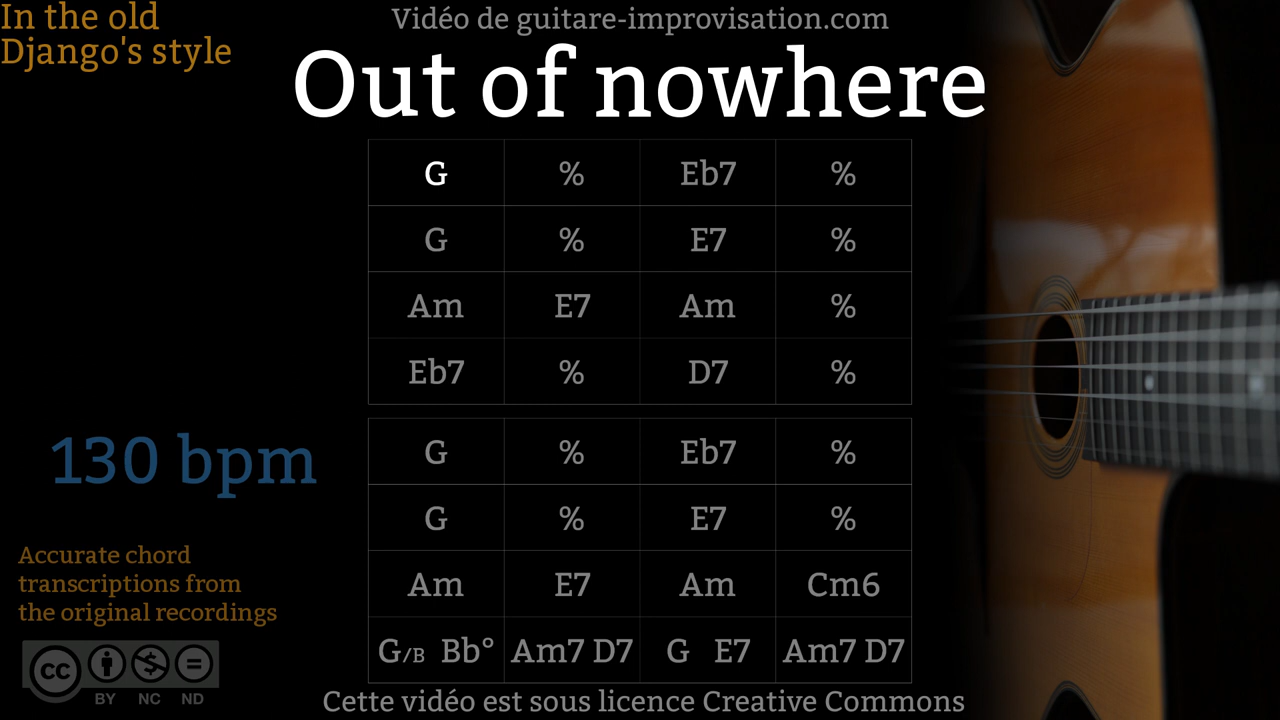 In the old
Django's style
Vidéo de guitare-improvisation.com
Out of nowhere
G % Eb7 %
G % E7 %
Am E7 Am %
Eb7 % D7 %
G % Eb7 %
G % E7 %
Am E7 Am Cm6
G/B Bb° Am7 D7 G E7 Am7 D7
130 bpm
Accurate chord
transcriptions from
the original recordings
cc
BY NC ND
Cette vidéo est sous licence Creative Commons